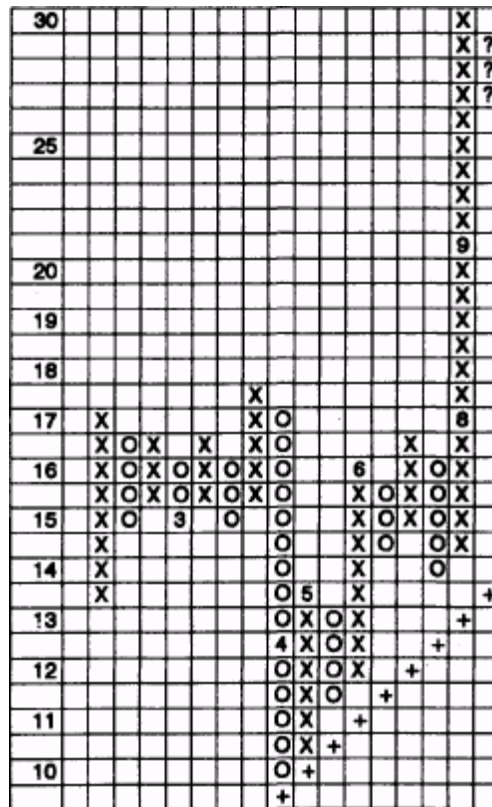 30 X
X ?
X ?
X ?
X
25 X
X
X
X
9
20 X
X
19 X
X
18 X
X X
17 X O 8
X O X X X O X X
16 X O X O X O X O 6 X O X
X O X O X O X O X O X O X
15 X O 3 O O X O X O X
X O X O O X
14 X O X O
X O 5 X +
13 O X O X +
4 X O X +
12 O X O X +
O X O +
11 O X +
O X +
10 O +
+